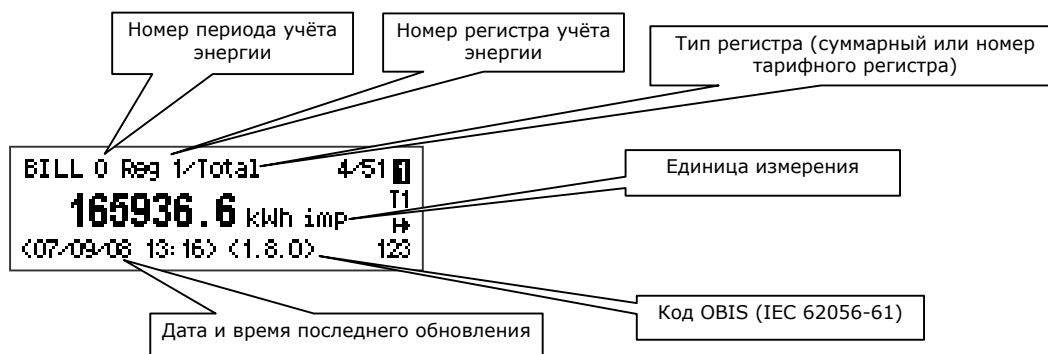 Номер периода учёта
энергии
Номер регистра учёта
энергии
Тип регистра (суммарный или номер
тарифного регистра)
BILL 0 Reg 1/Total 4/51 1
165936.6 kWh imp T1
(07/09/08 13:16) (1.8.0) 123
Единица измерения
Код OBIS (IEC 62056-61)
Дата и время последнего обновления